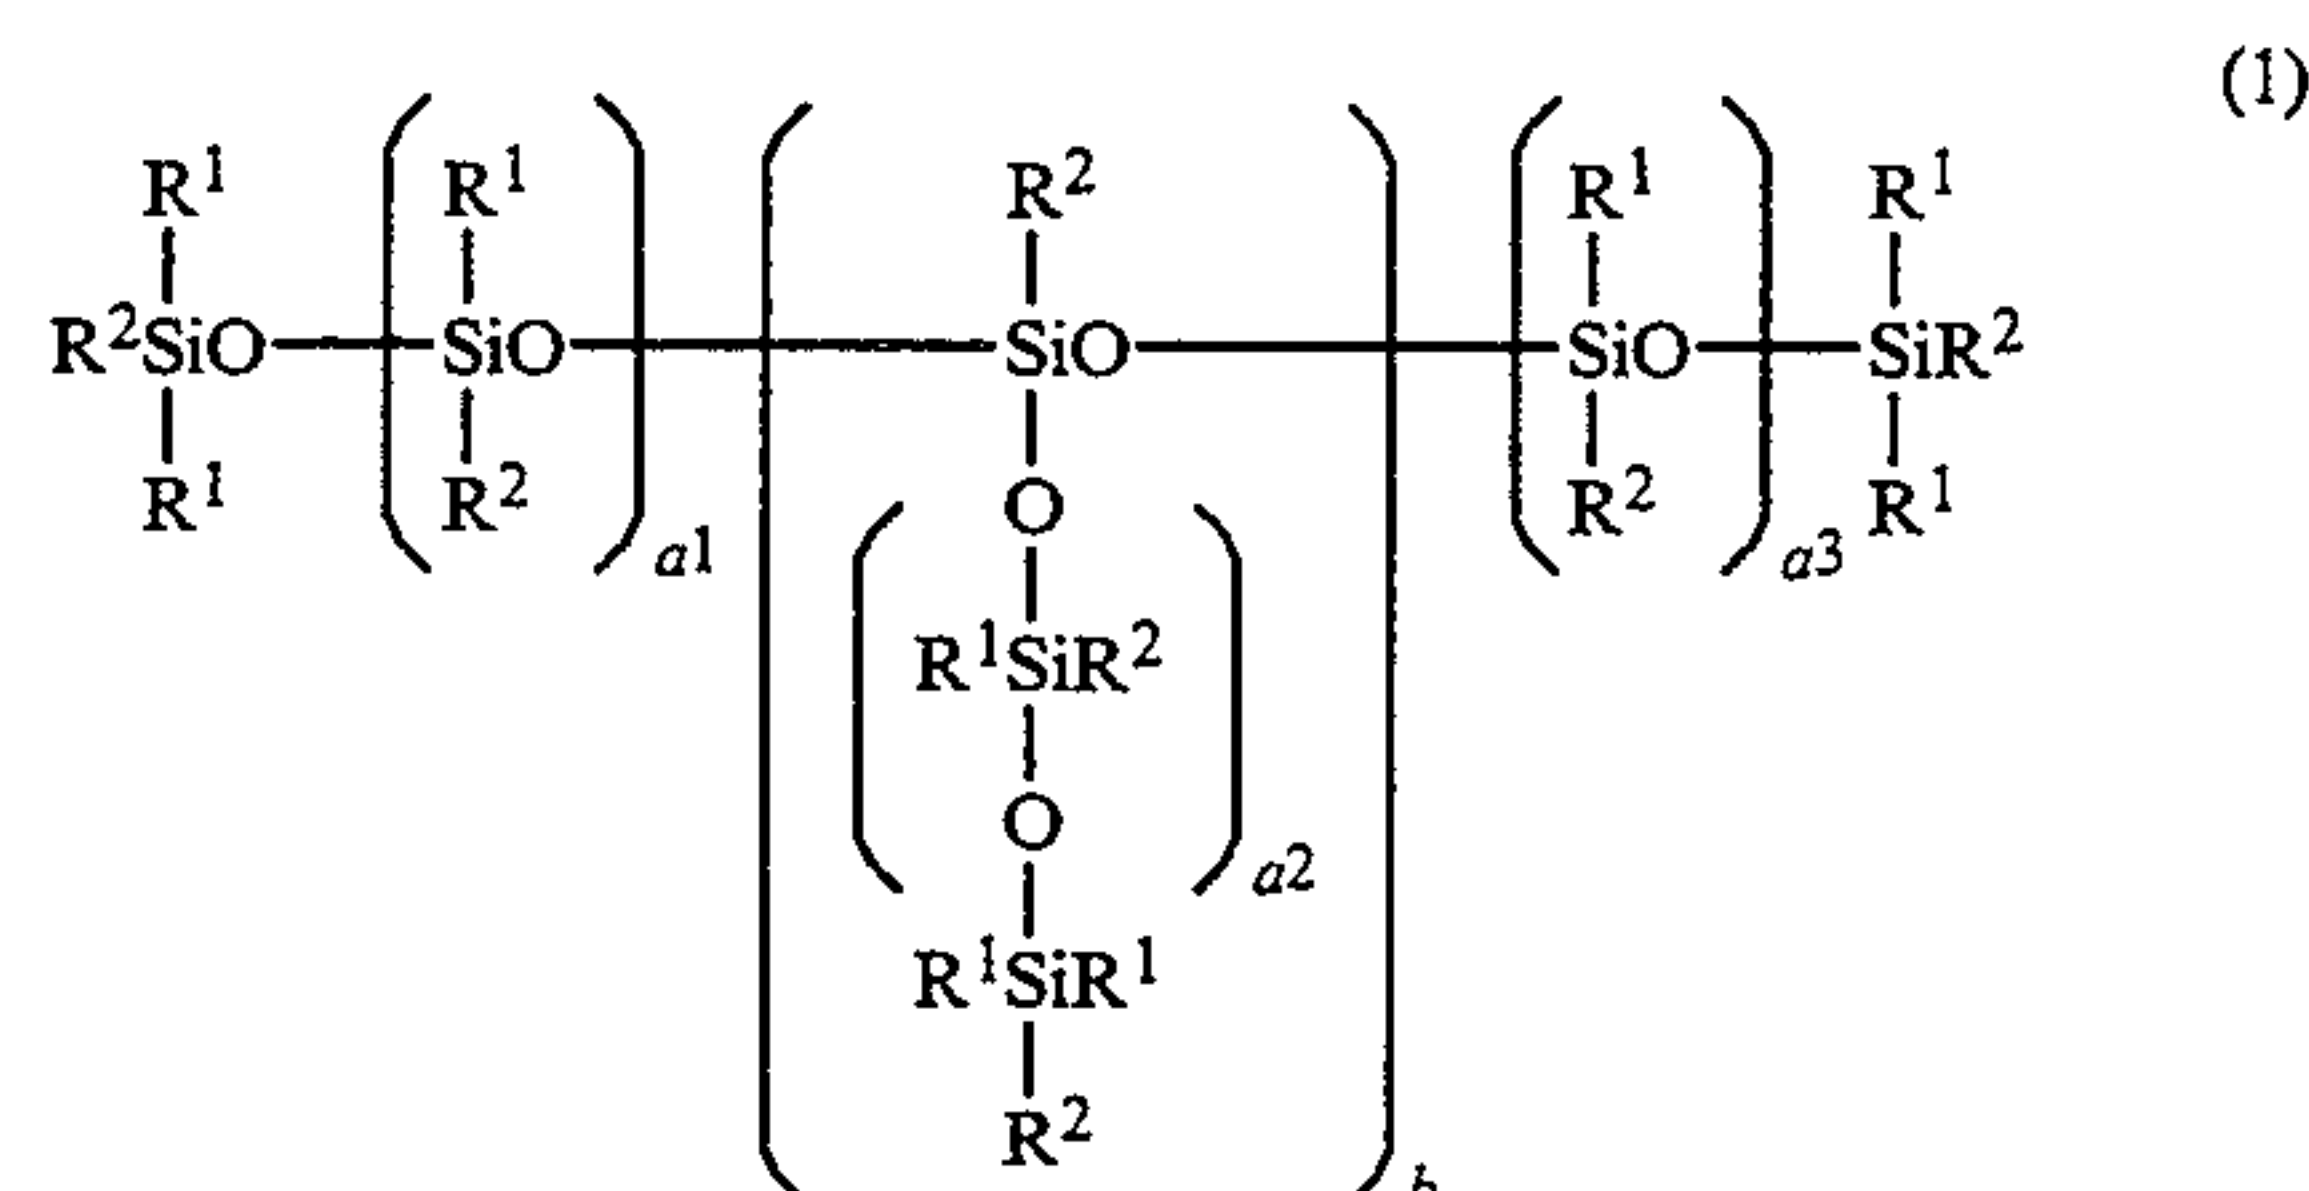 (1)
R¹ R¹ R² R¹ R¹
R²SiO SiO SiO SiO SiR²
R¹ R² O R² R¹
a1 a3
R¹SiR²
O
a2
R¹SiR¹
R²
b